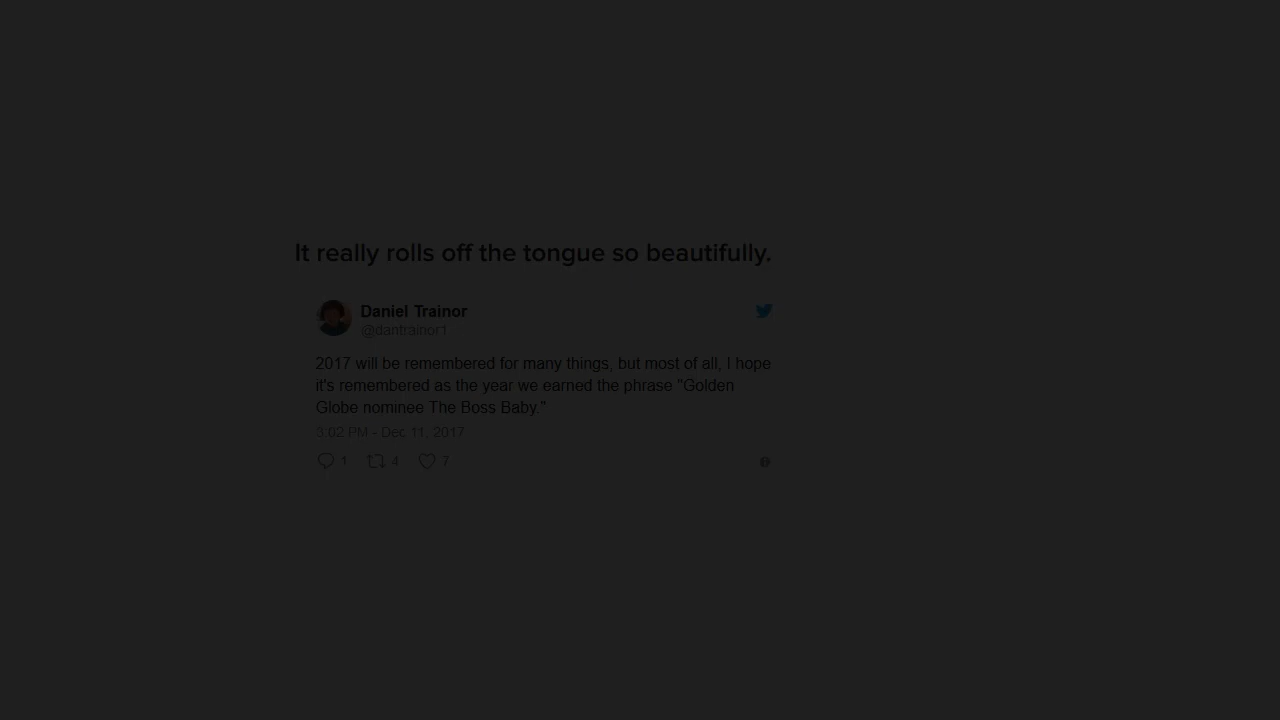 It really rolls off the tongue so beautifully.
Daniel Trainor
@dantrainor1
2017 will be remembered for many things, but most of all, I hope
it's remembered as the year we earned the phrase "Golden
Globe nominee The Boss Baby."
3:02 PM - Dec 11, 2017
1 4 7